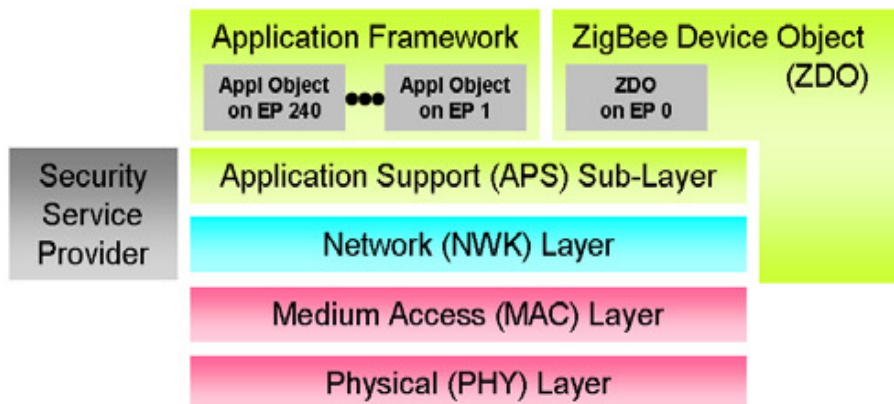 Application Framework
Appl Object
on EP 240
Appl Object
on EP 1
ZigBee Device Object
(ZDO)
ZDO
on EP 0
Security
Service
Provider
Application Support (APS) Sub-Layer
Network (NWK) Layer
Medium Access (MAC) Layer
Physical (PHY) Layer